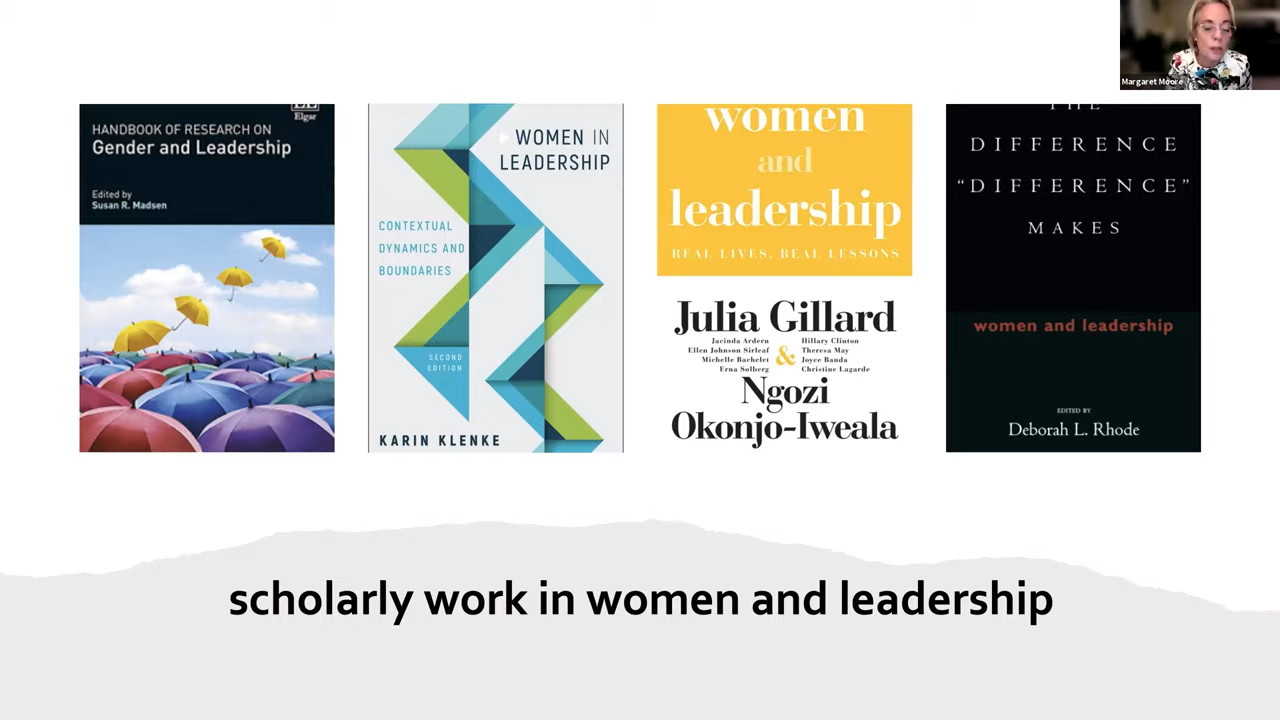 Margaret Moore
Elgar
HANDBOOK OF RESEARCH ON
Gender and Leadership
Edited by
Susan R. Madsen
WOMEN IN
LEADERSHIP
CONTEXTUAL
DYNAMICS AND
BOUNDARIES
SECOND
EDITION
KARIN KLENKE
women
and
leadership
REAL LIVES, REAL LESSONS
Julia Gillard
Jacinda Ardern
Ellen Johnson Sirleaf
Michelle Bachelet
Erna Solberg
&
Hillary Clinton
Theresa May
Joyce Banda
Christine Lagarde
Ngozi
Okonjo-Iweala
THE
DIFFERENCE
“DIFFERENCE”
MAKES
women and leadership
EDITED BY
Deborah L. Rhode
scholarly work in women and leadership